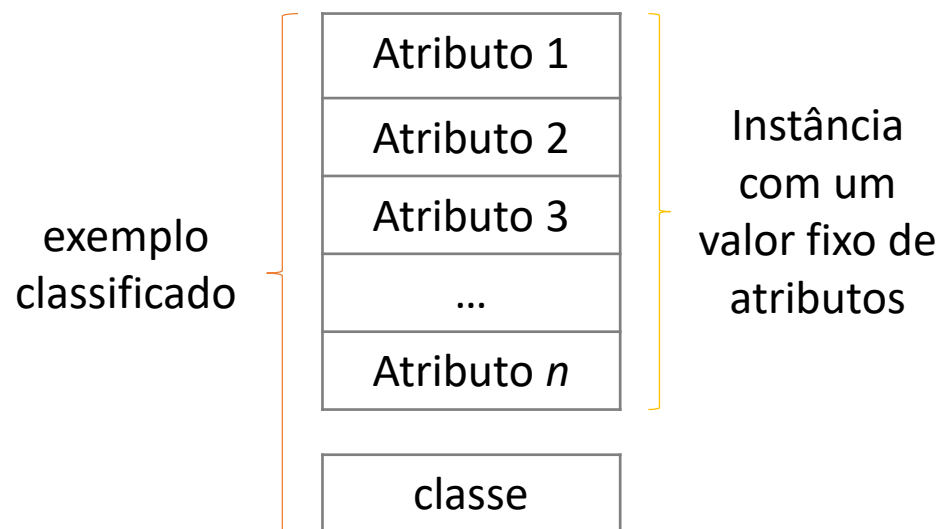 exemplo
classificado
Atributo 1
Atributo 2
Atributo 3
...
Atributo n
classe
Instância
com um
valor fixo de
atributos